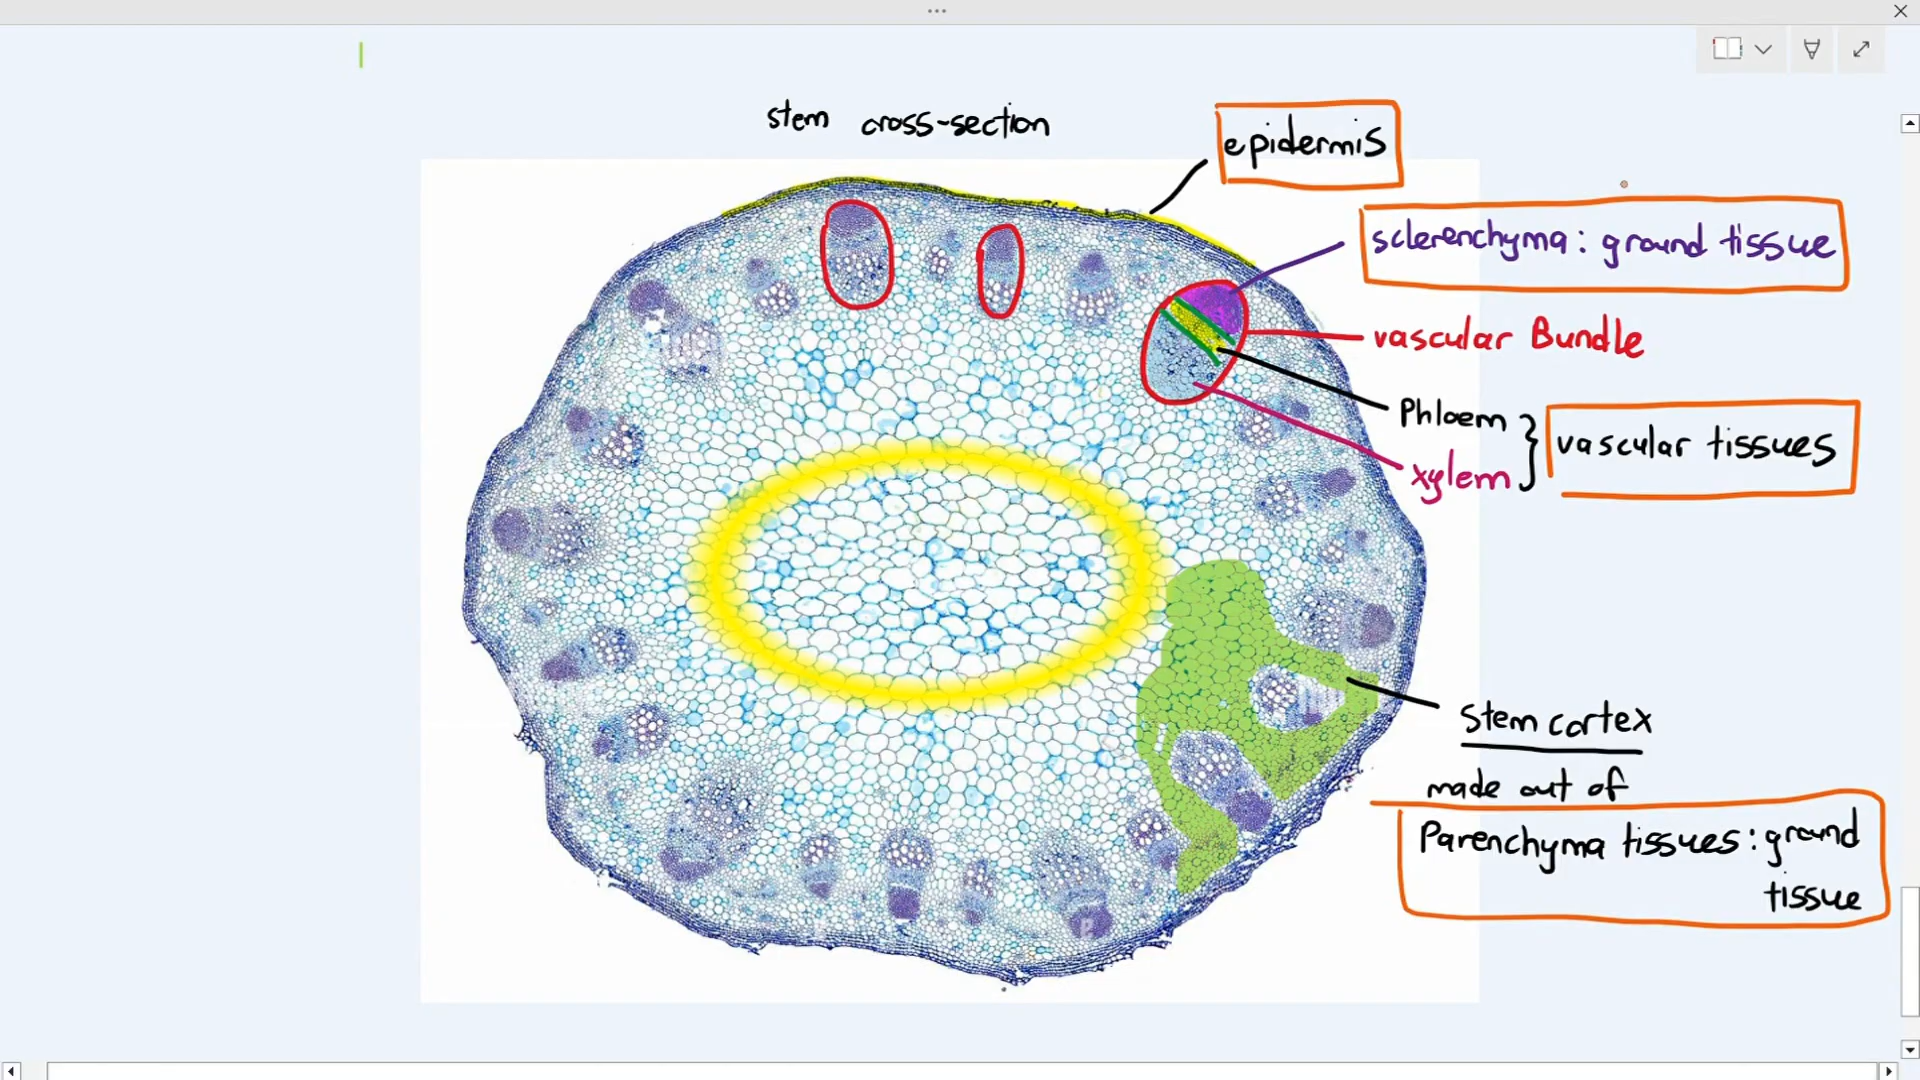 stem cross-section
epidermis
sclerenchyma: ground tissue
vascular Bundle
Phloem
vascular tissues
xylem
Stem cortex
made out of
Parenchyma tissues: ground
tissue